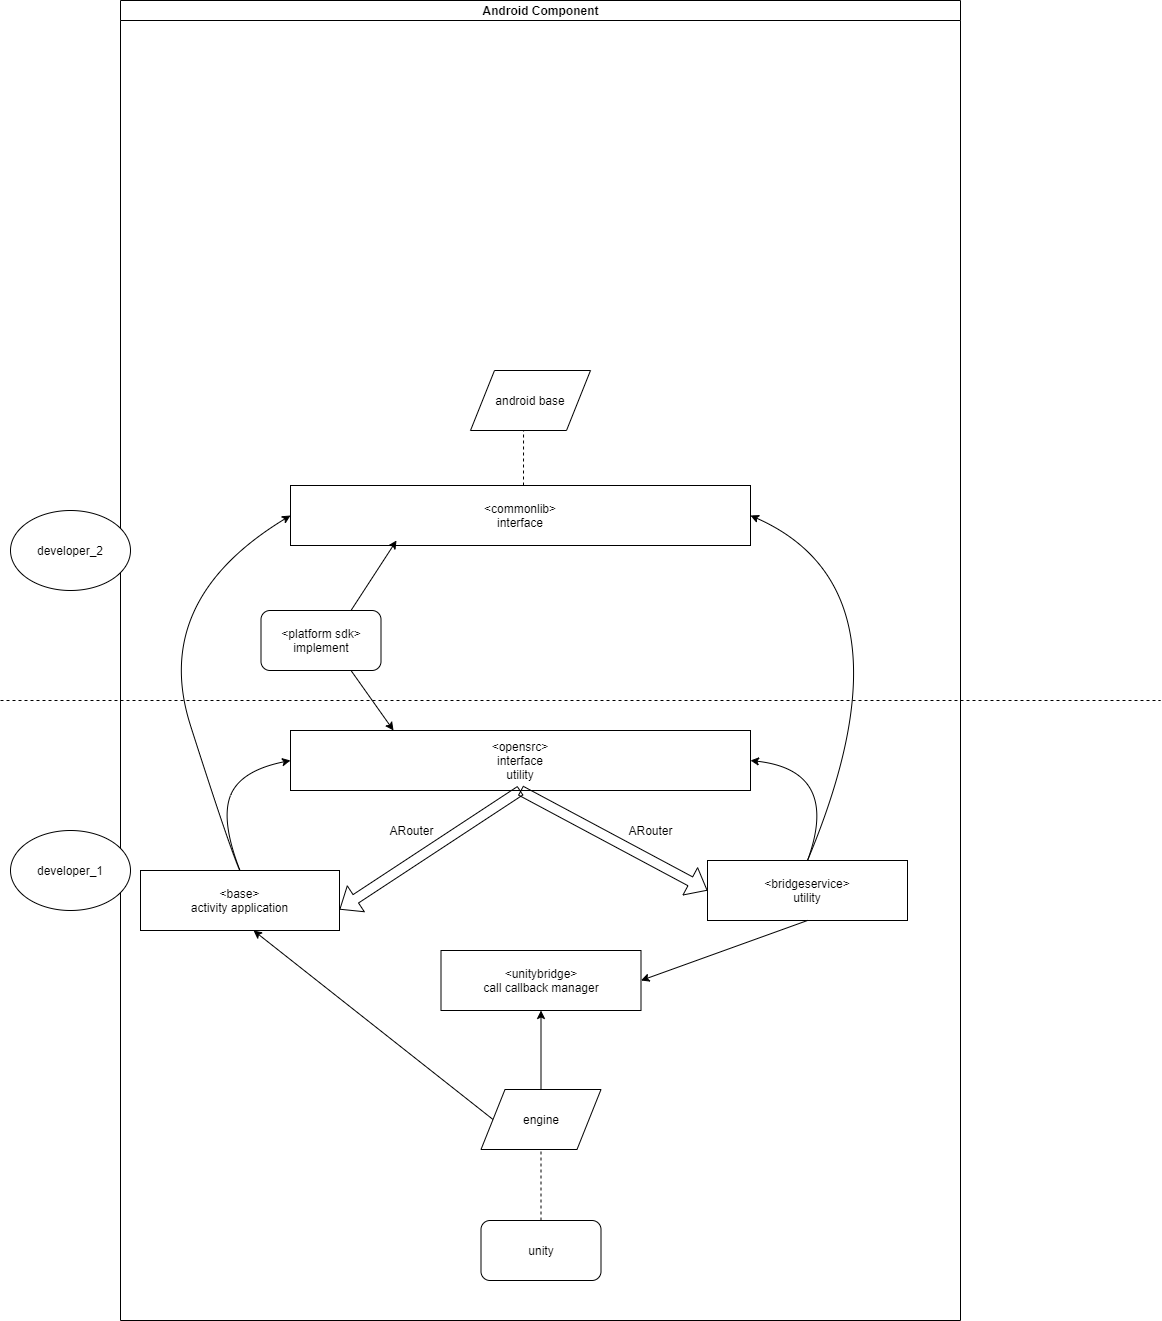 Android Component
android base
<commonlib>
interface
developer_2
<platform sdk>
implement
<opensrc>
interface
utility
ARouter
ARouter
developer_1
<base>
activity application
<bridgeservice>
utility
<unitybridge>
call callback manager
engine
unity